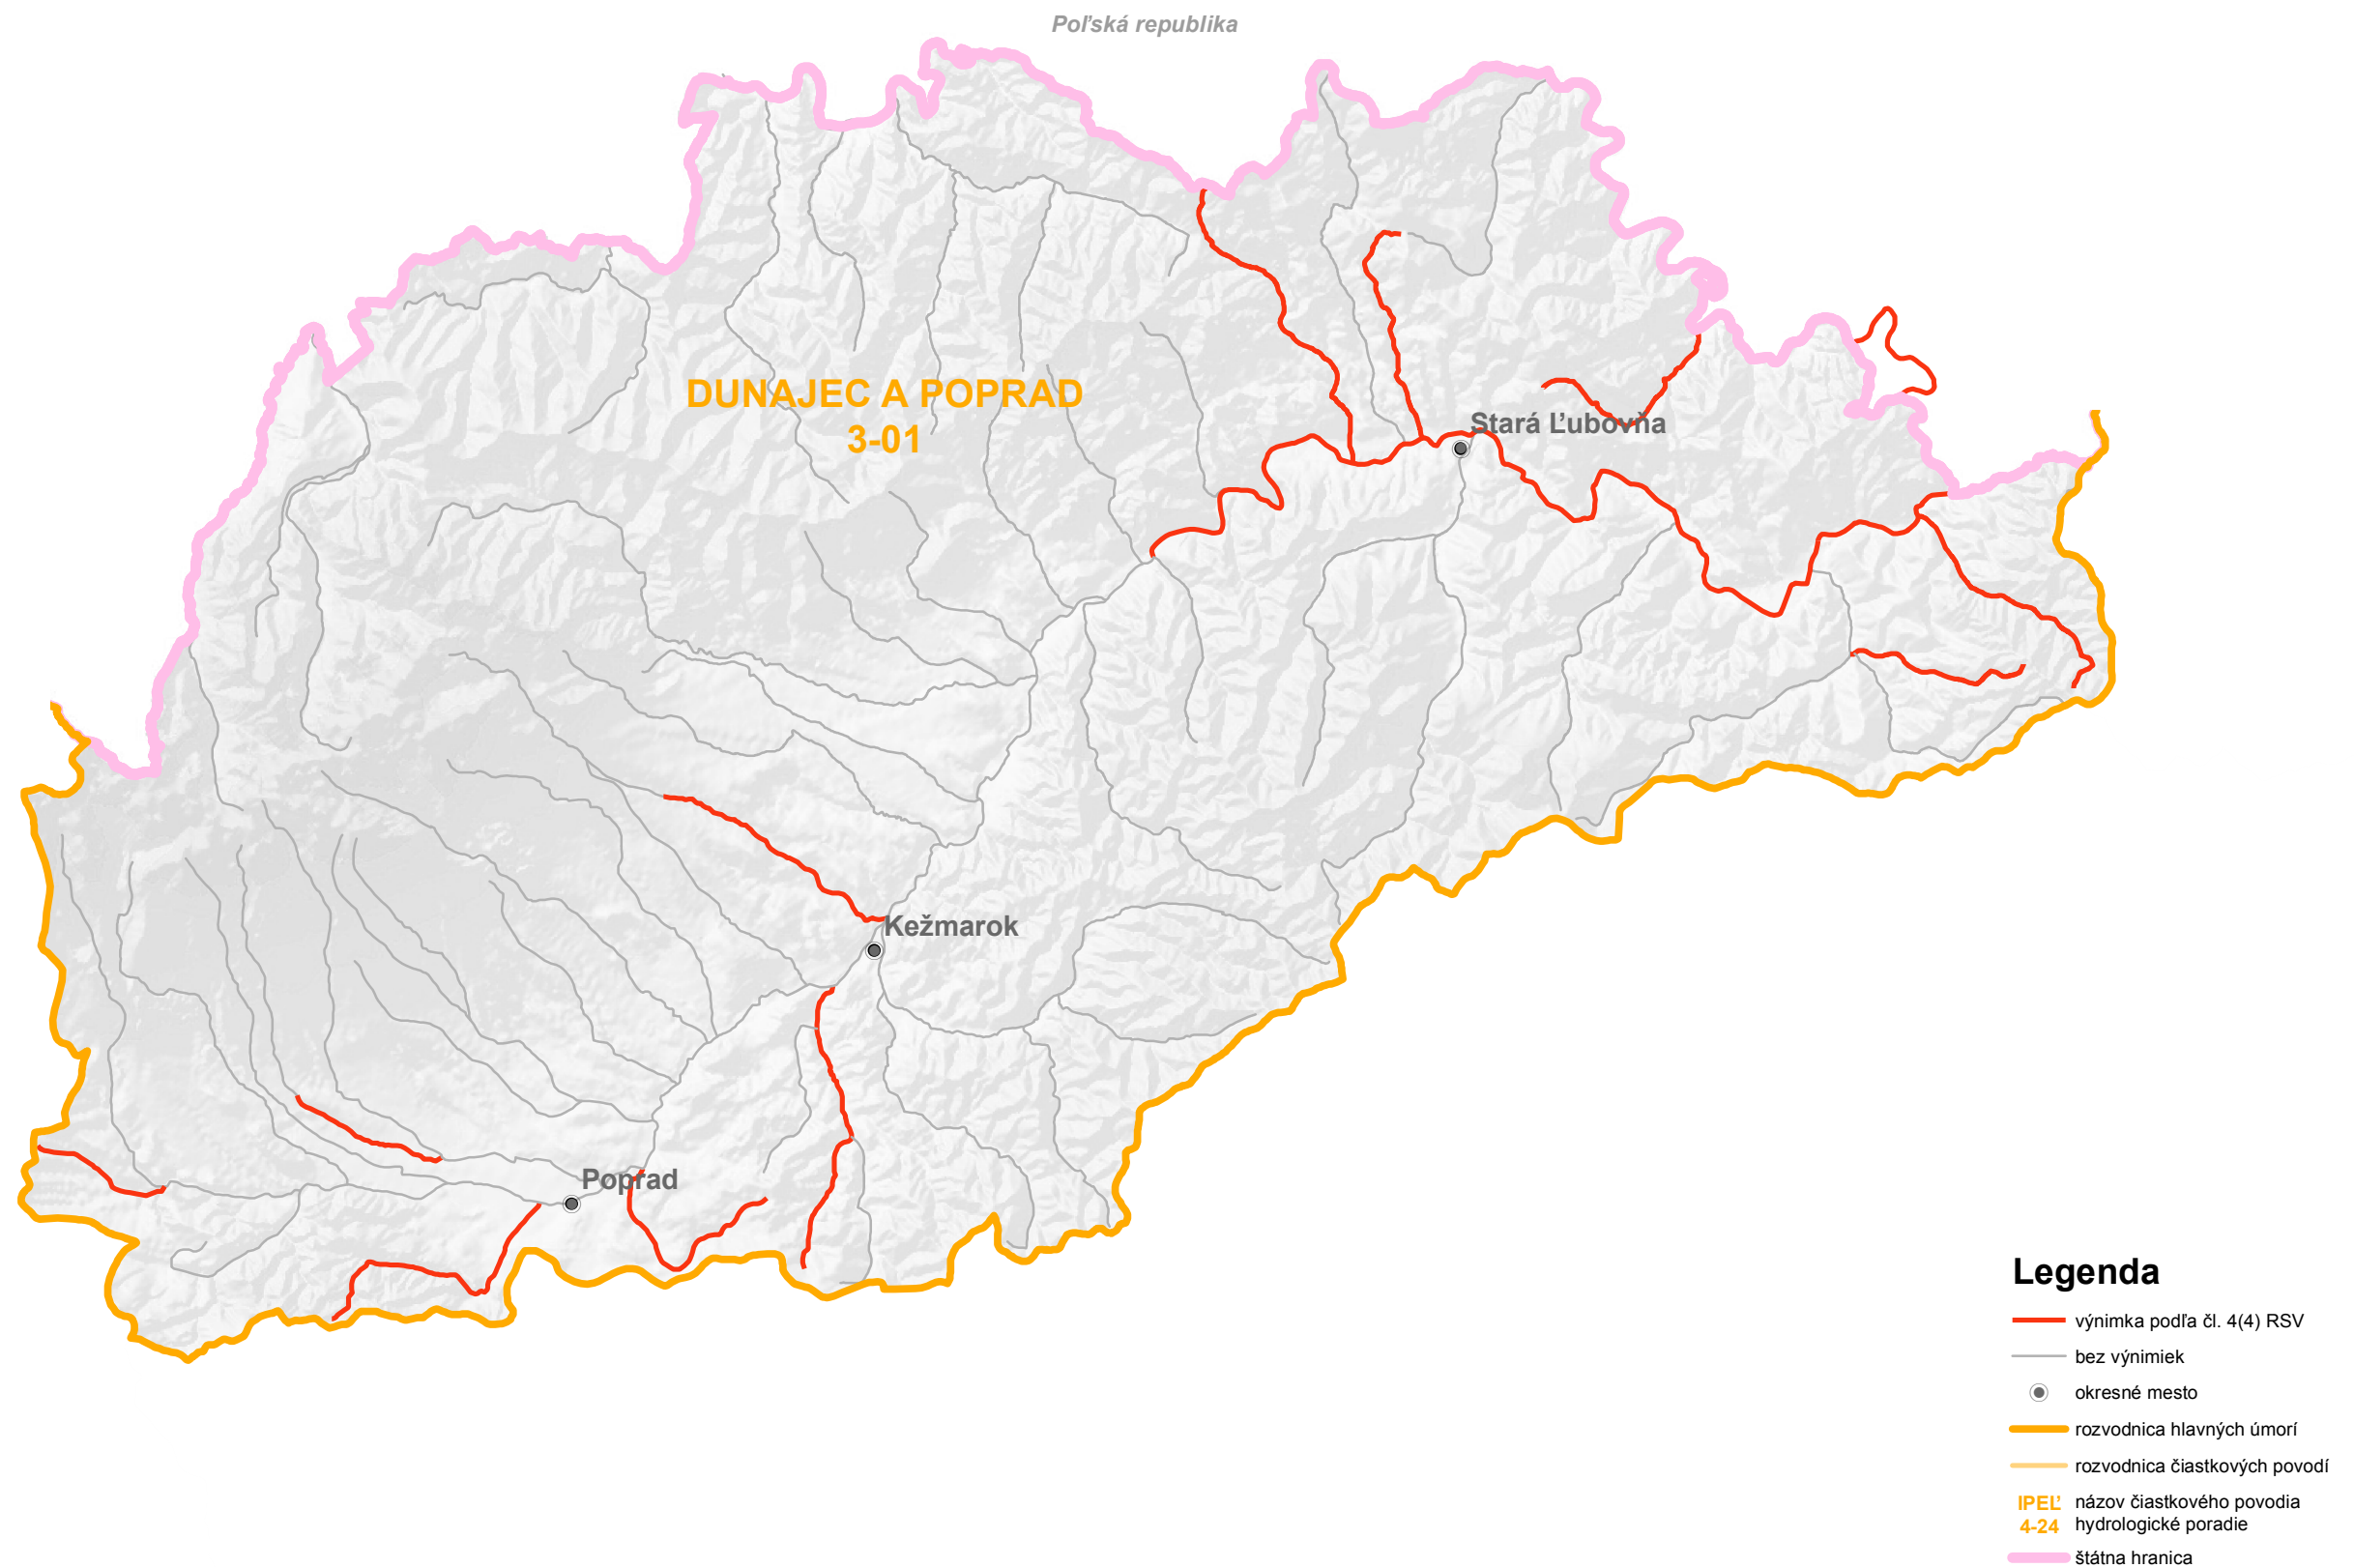 Poľská republika
DUNAJEC A POPRAD
3-01
Stará Ľubovňa
Kežmarok
Poprad
Legenda
výnimka podľa čl. 4(4) RSV
bez výnimiek
okresné mesto
rozvodnica hlavných úmorí
rozvodnica čiastkových povodí
IPEĽ názov čiastkového povodia
4-24 hydrologické poradie
štátna hranica